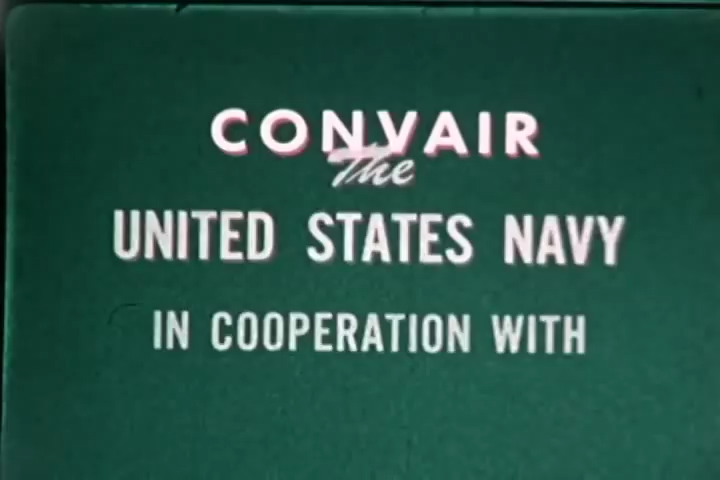 CONVAIR
The
UNITED STATES NAVY
IN COOPERATION WITH